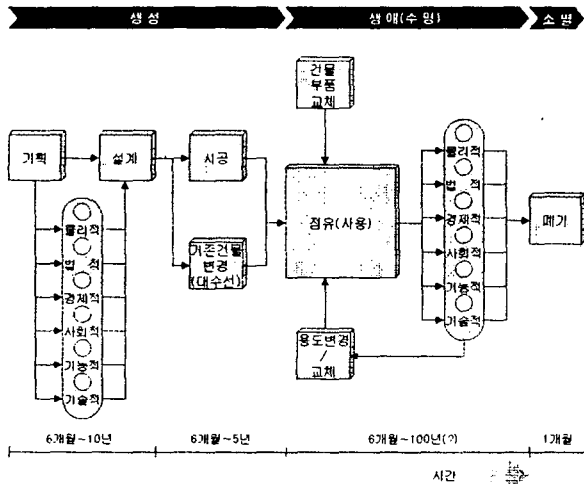 생 성
생 애(수 명)
소 멸
건물
부품
교체
기획
설계
시공
기존건물
변경
(대수선)
점유(사용)
폐기
물리적
법 적
경제적
사회적
기능적
기술적
물리적
법 적
경제적
사회적
기능적
기술적
용도변경
/
교체
6개월~10년
6개월~5년
6개월~100년(?)
1개월
시간